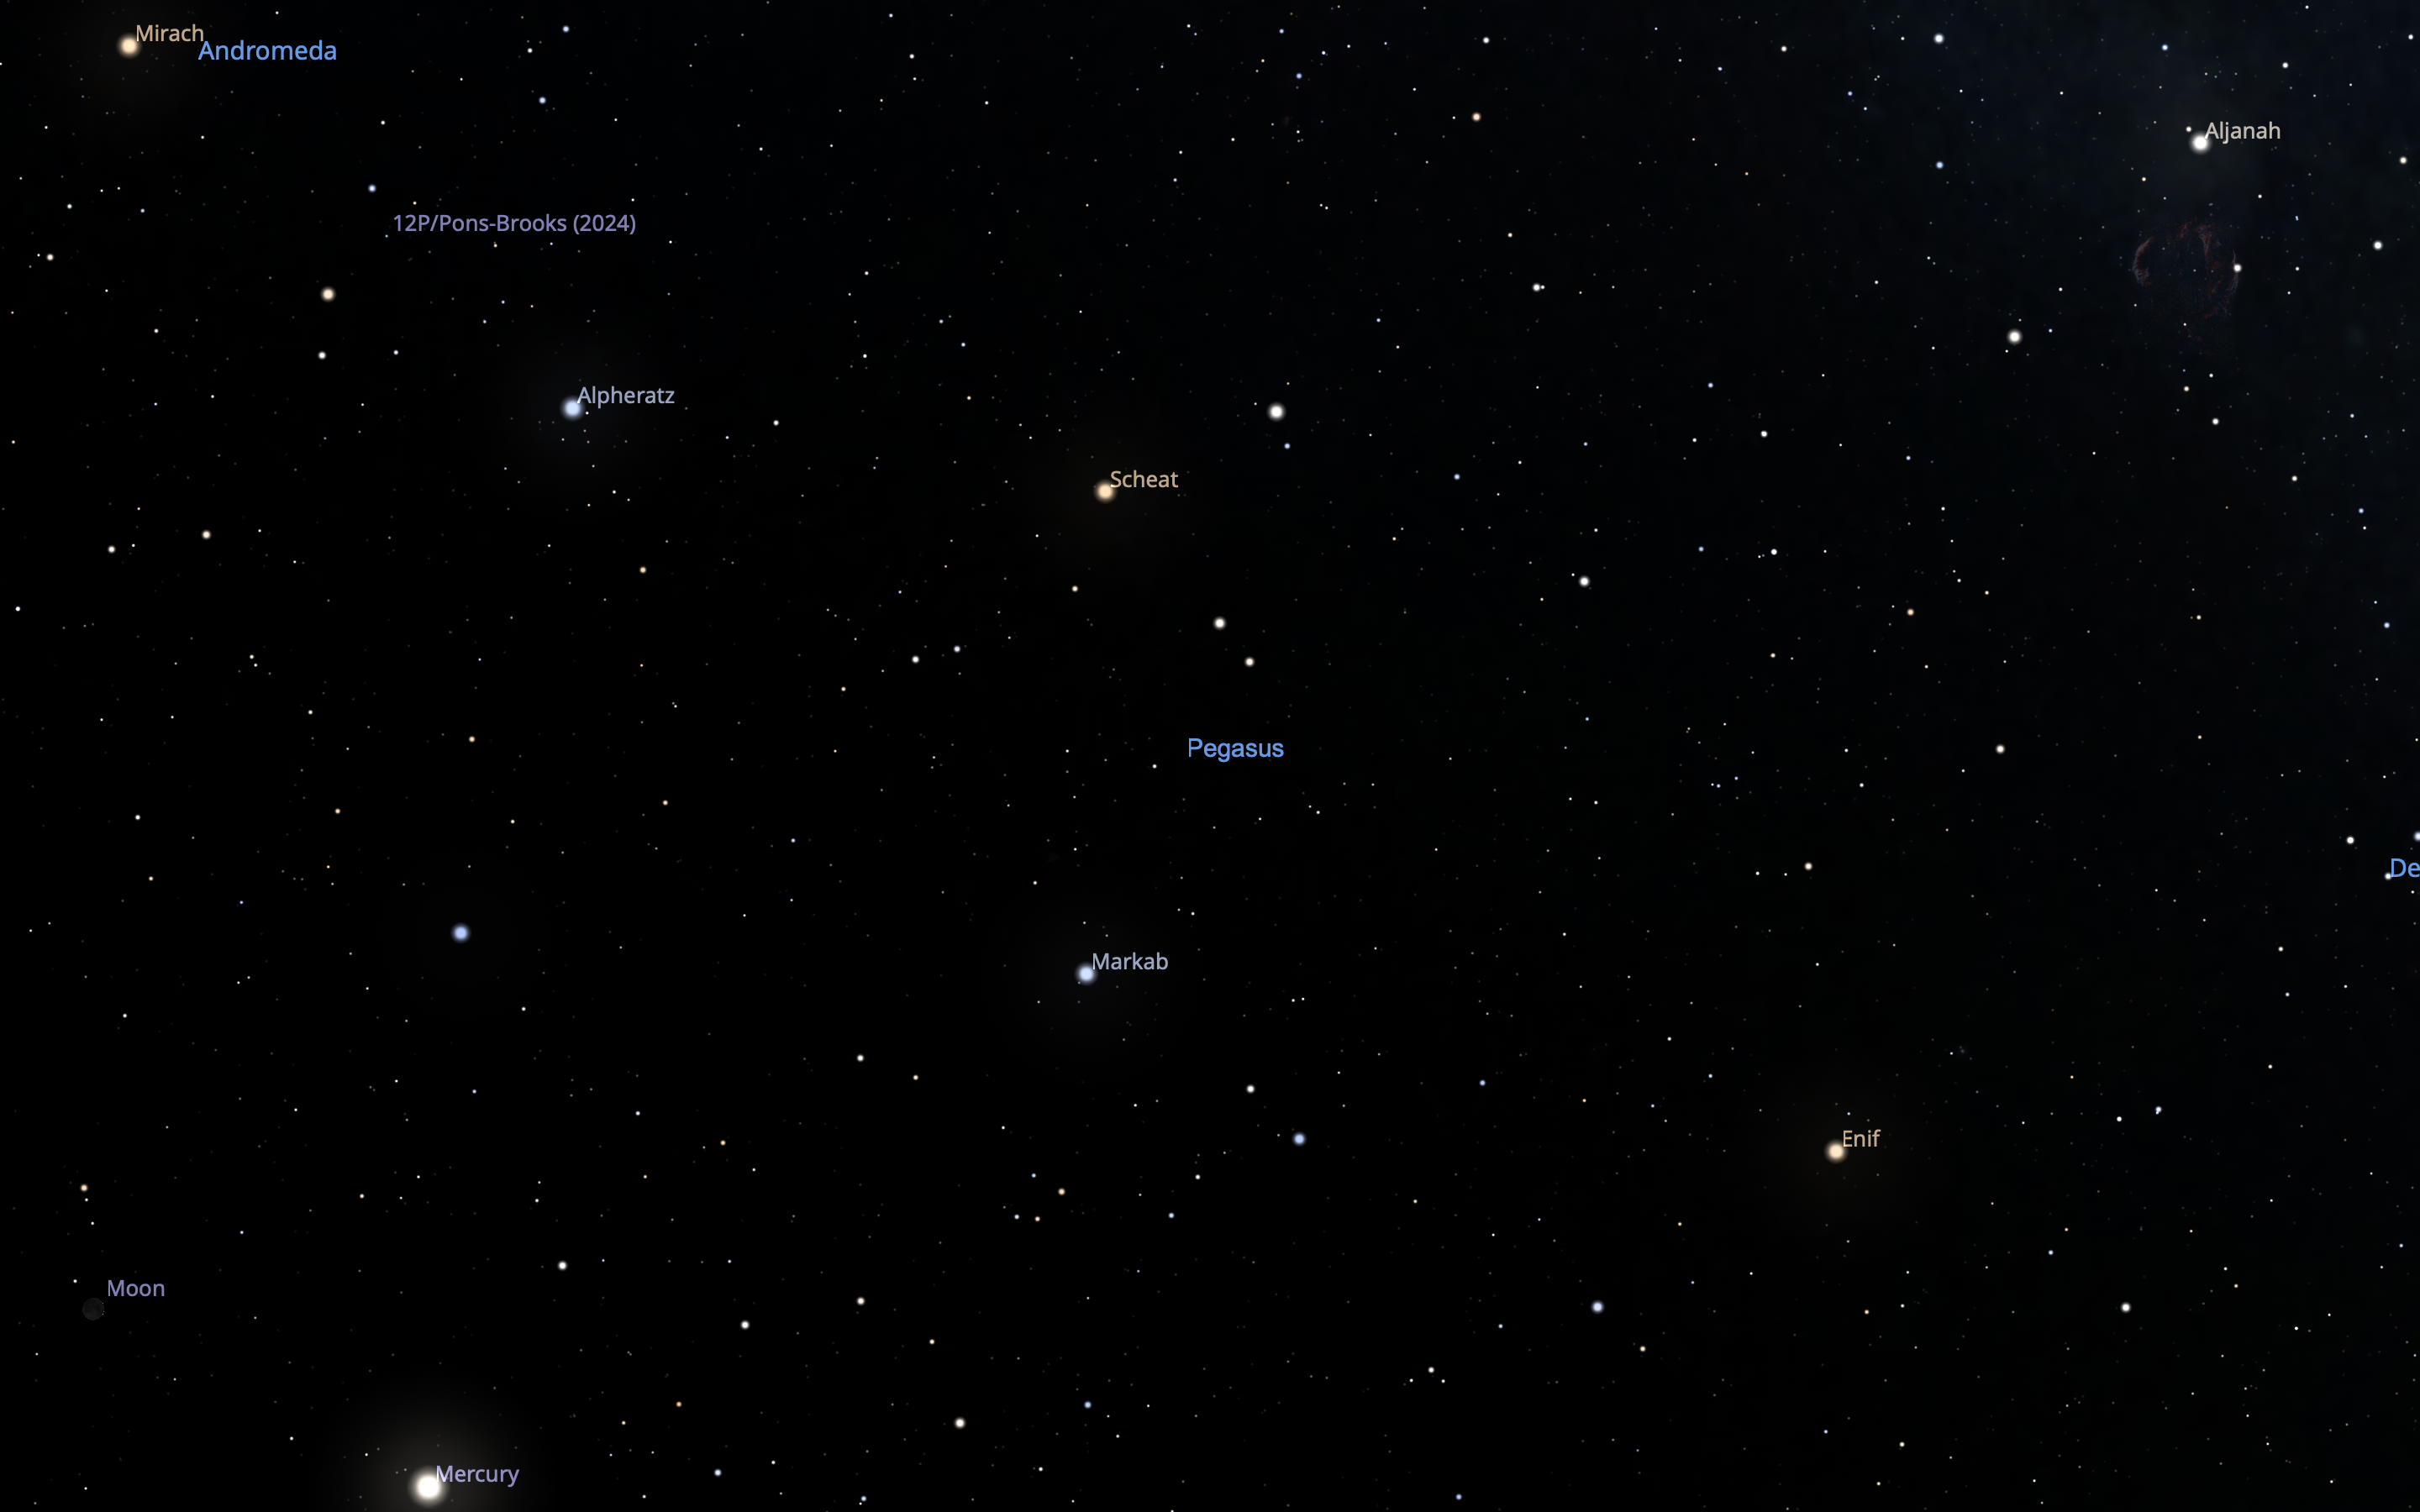 Mirach
Andromeda
Aljanah
12P/Pons-Brooks (2024)
Alpheratz
Scheat
Pegasus
De
Markab
Enif
Moon
Mercury